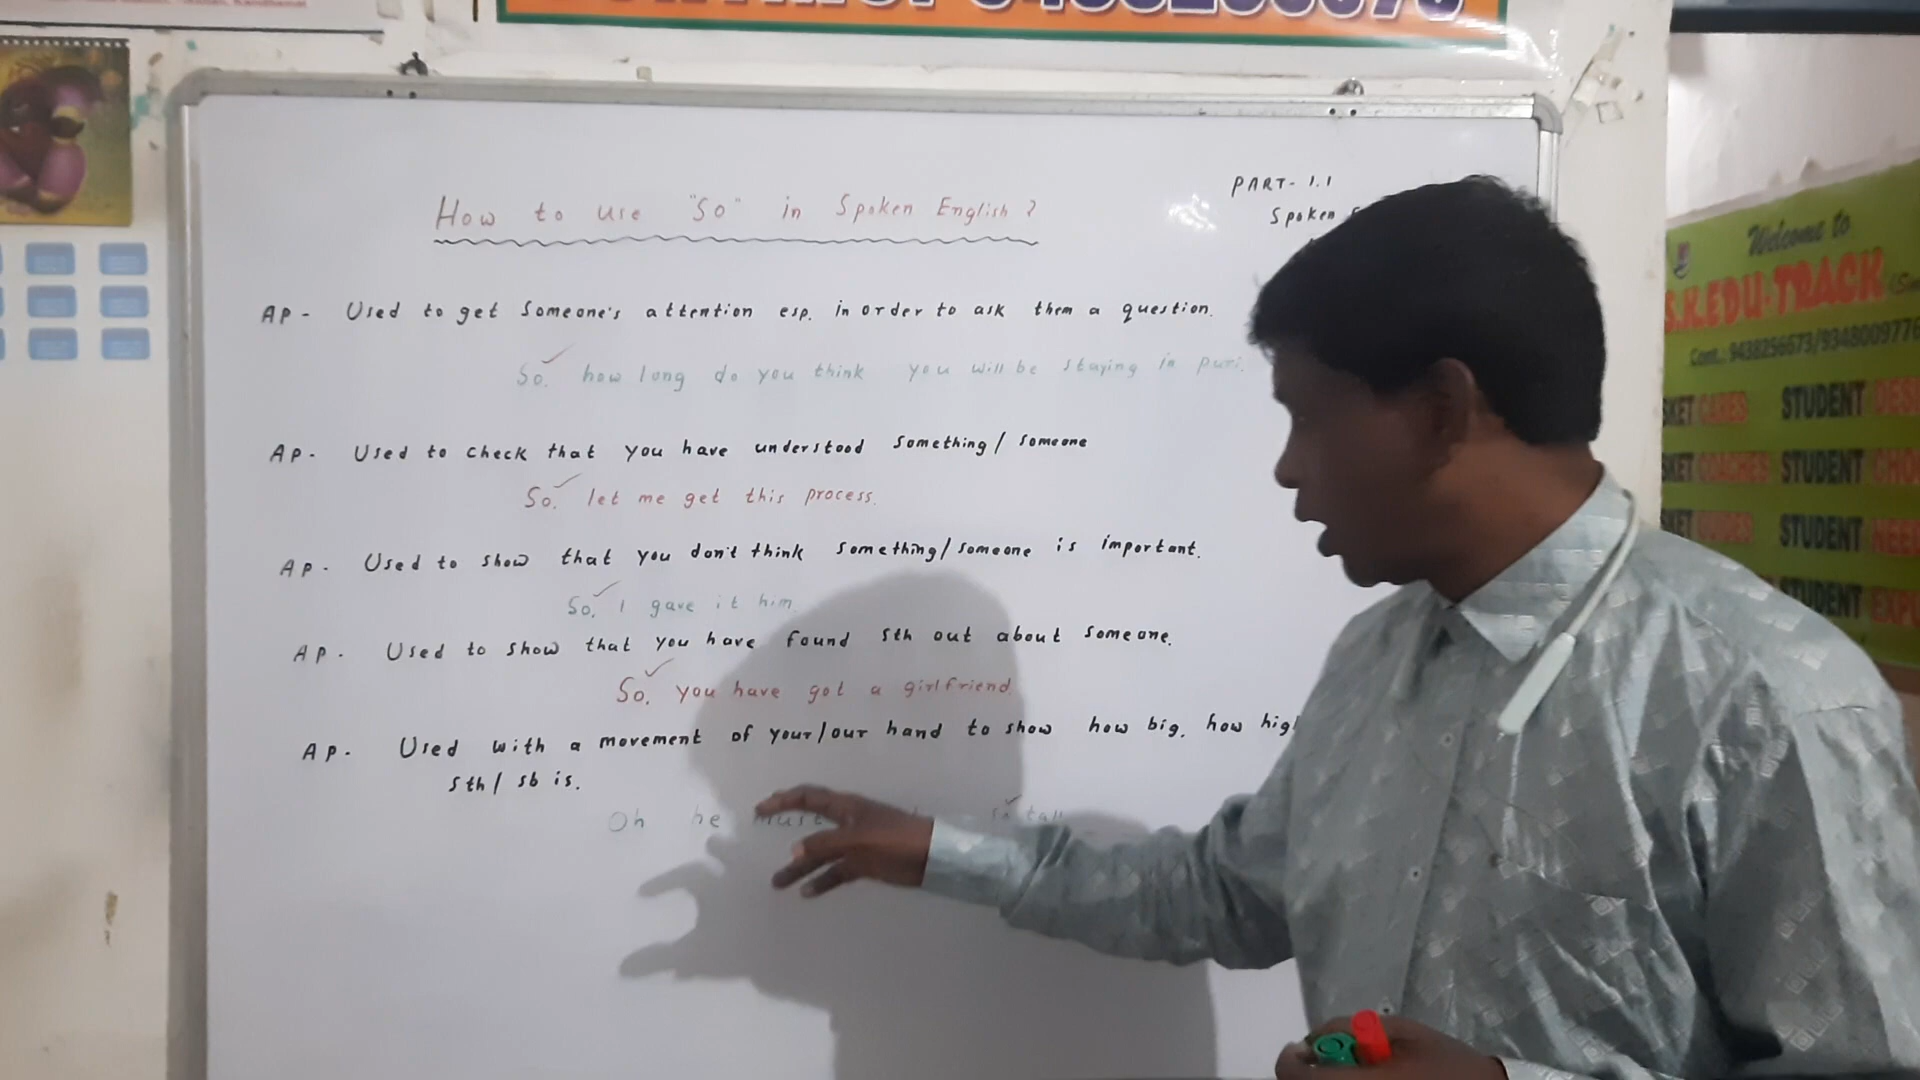 How to use "So" in Spoken English ?
PART- 1.1
Spoken
AP - Used to get Someone's attention esp. in order to ask them a question.
So, how long do you think you will be staying in puri.
AP - Used to check that you have understood Something/ Someone
So, let me get this process.
AP - Used to show that you don't think Something/Someone is important.
So, I gave it him.
AP - Used to show that you have found sth out about Someone.
So, you have got a girlfriend.
AP - Used with a movement of your/our hand to show how big, how
sth/ sb is.
Oh he must so tall
Welcome to
S.K.EDU-TRACK
STUDENT
STUDENT
STUDENT
STUDENT